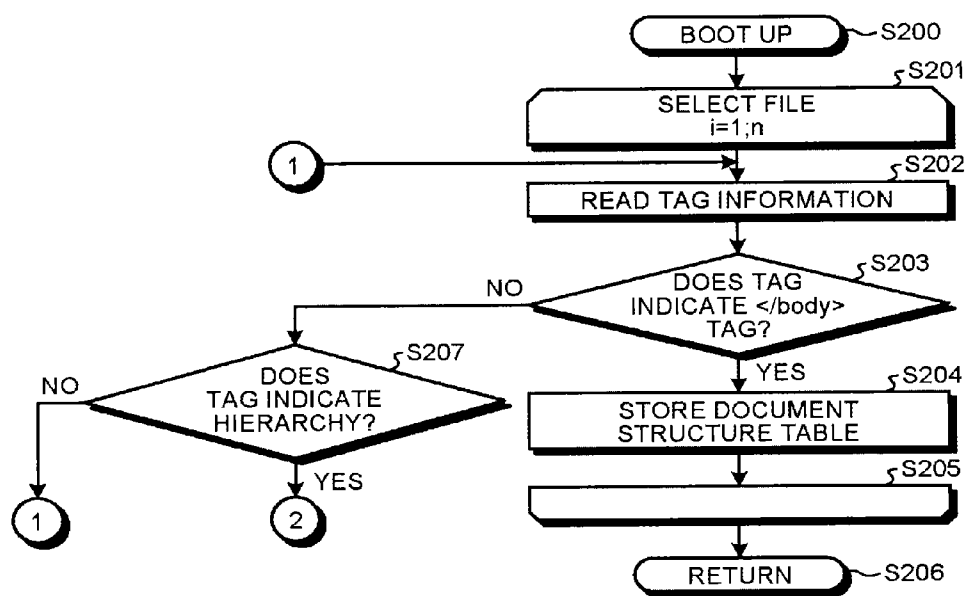 BOOT UP
S200
S201
SELECT FILE
i=1;n
1
S202
READ TAG INFORMATION
S203
DOES TAG
INDICATE </body>
TAG?
NO
YES
S207
DOES
TAG INDICATE
HIERARCHY?
NO
YES
S204
STORE DOCUMENT
STRUCTURE TABLE
S205
1
2
RETURN
S206